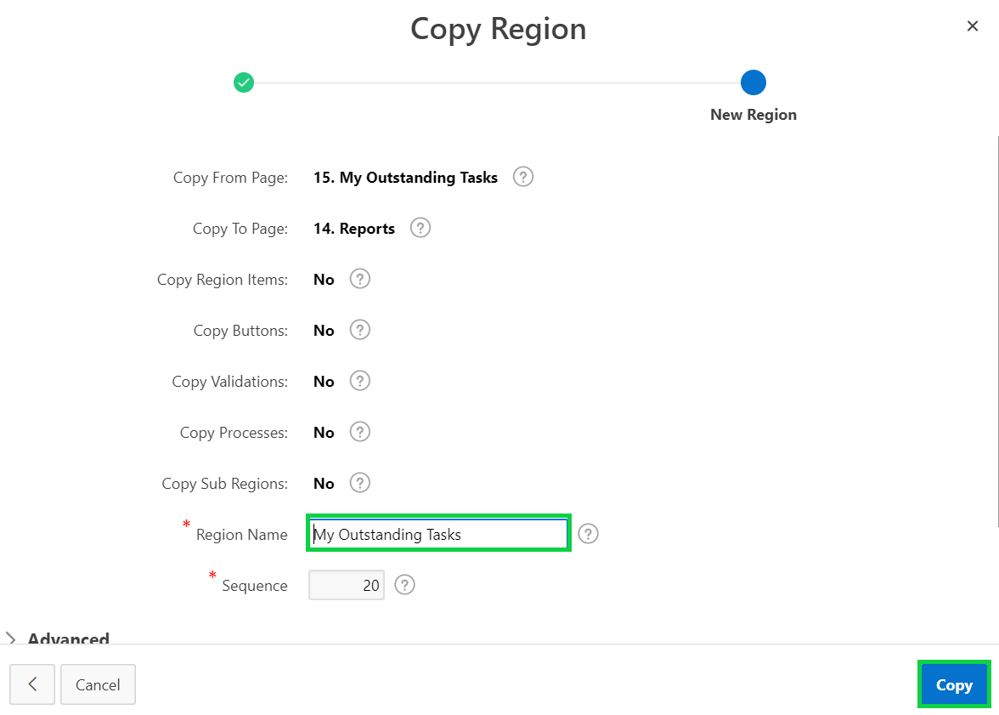 Copy Region
New Region
Copy From Page: 15. My Outstanding Tasks ?
Copy To Page: 14. Reports ?
Copy Region Items: No ?
Copy Buttons: No ?
Copy Validations: No ?
Copy Processes: No ?
Copy Sub Regions: No ?
* Region Name My Outstanding Tasks ?
* Sequence 20 ?
Advanced
Cancel Copy